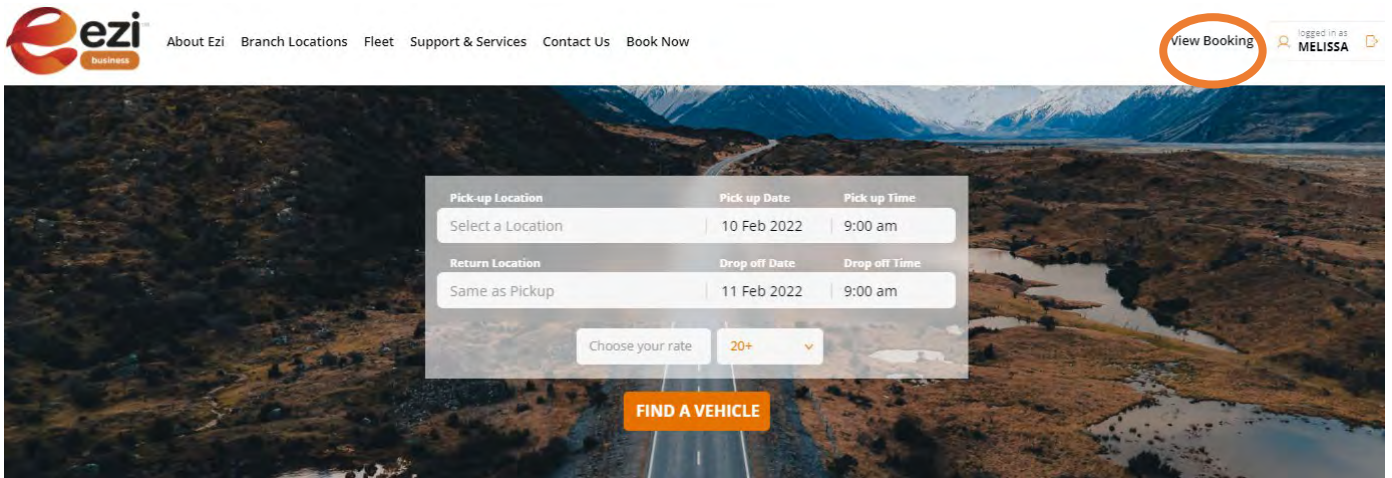 ezi
business
About Ezi Branch Locations Fleet Support & Services Contact Us Book Now
View Booking
logged in as
MELISSA
Pick-up Location Pick up Date Pick up Time
Select a Location 10 Feb 2022 9:00 am
Return Location Drop off Date Drop off Time
Same as Pickup 11 Feb 2022 9:00 am
Choose your rate 20+
FIND A VEHICLE